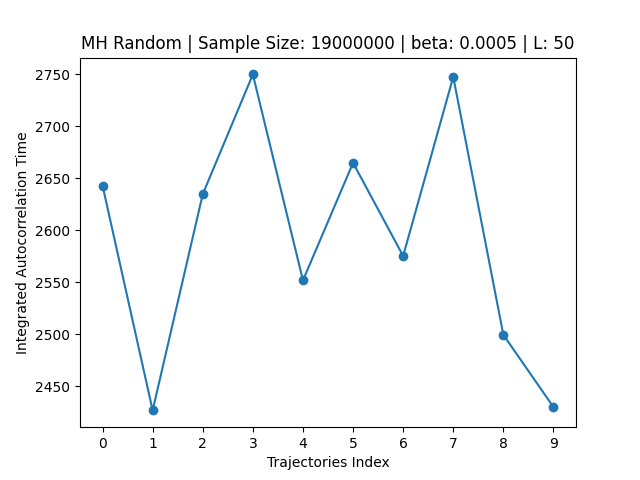 MH Random | Sample Size: 19000000 | beta: 0.0005 | L: 50
Integrated Autocorrelation Time
2750
2700
2650
2600
2550
2500
2450
0 1 2 3 4 5 6 7 8 9
Trajectories Index